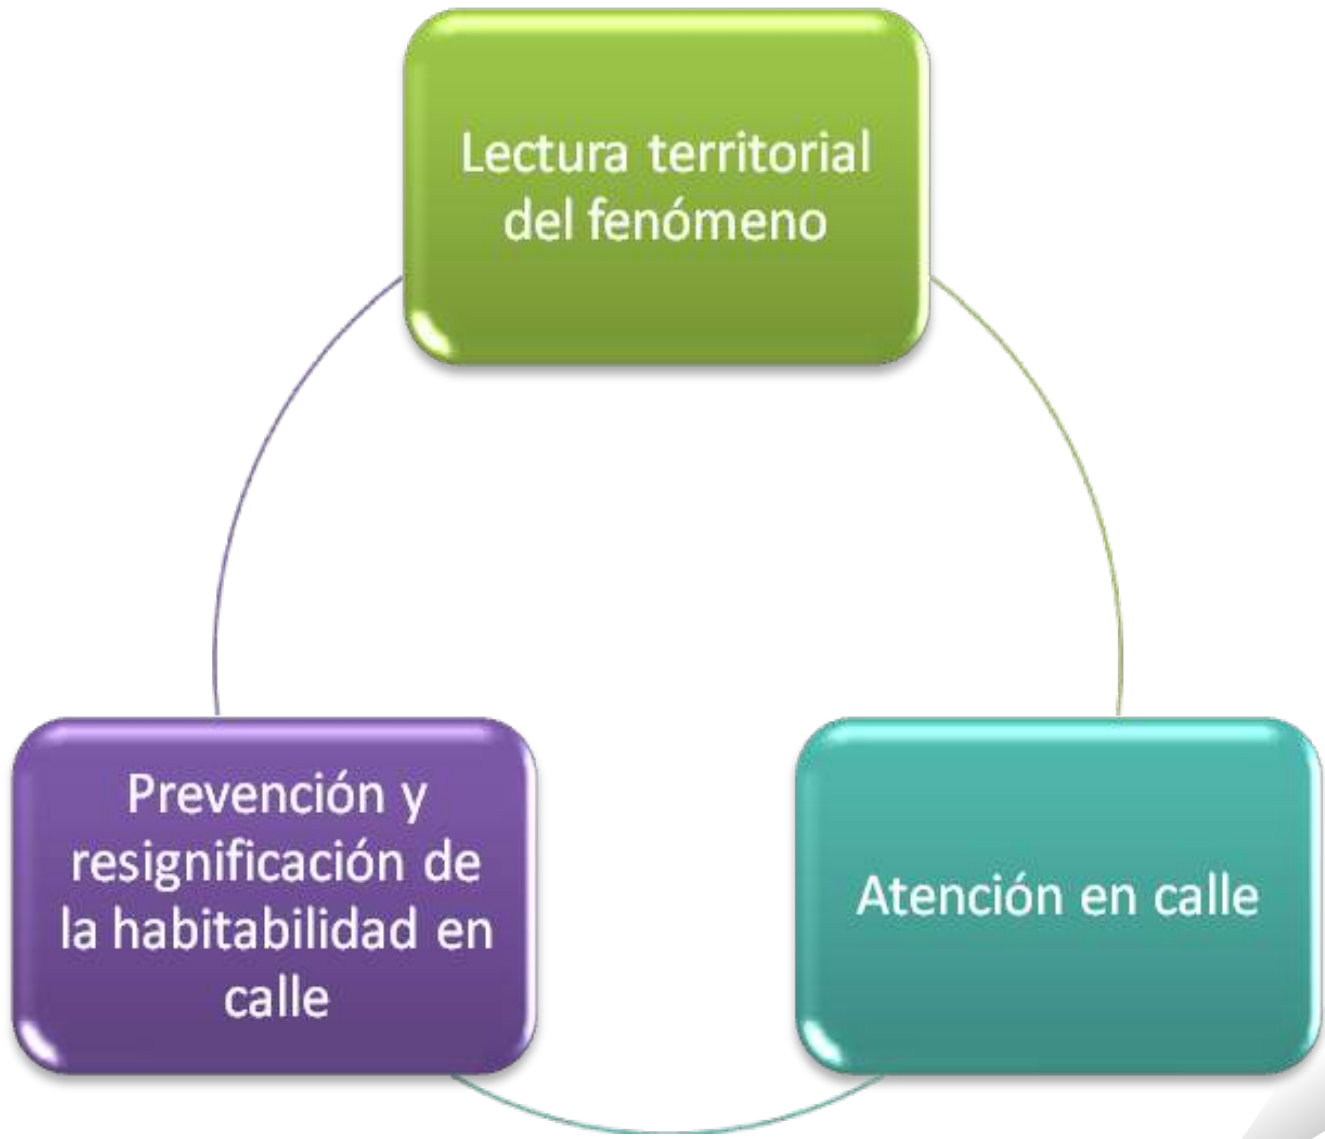 Lectura territorial
del fenómeno
Prevención y
resignificación de
la habitabilidad en
calle
Atención en calle